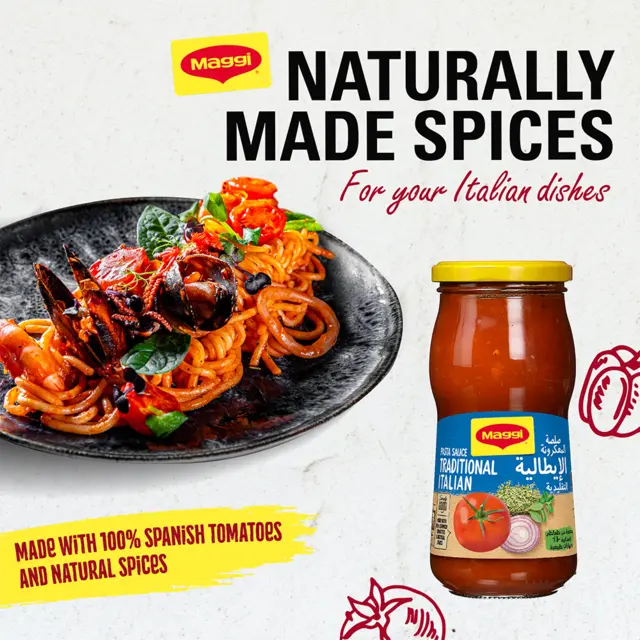 Maggi
NATURALLY
MADE SPICES
For your Italian dishes
Maggi
PASTA SAUCE
TRADITIONAL
ITALIAN
صلصة
المعكرونة
الإيطالية
التقليدية
MADE WITH 100% SPANISH TOMATOES
AND NATURAL SPICES